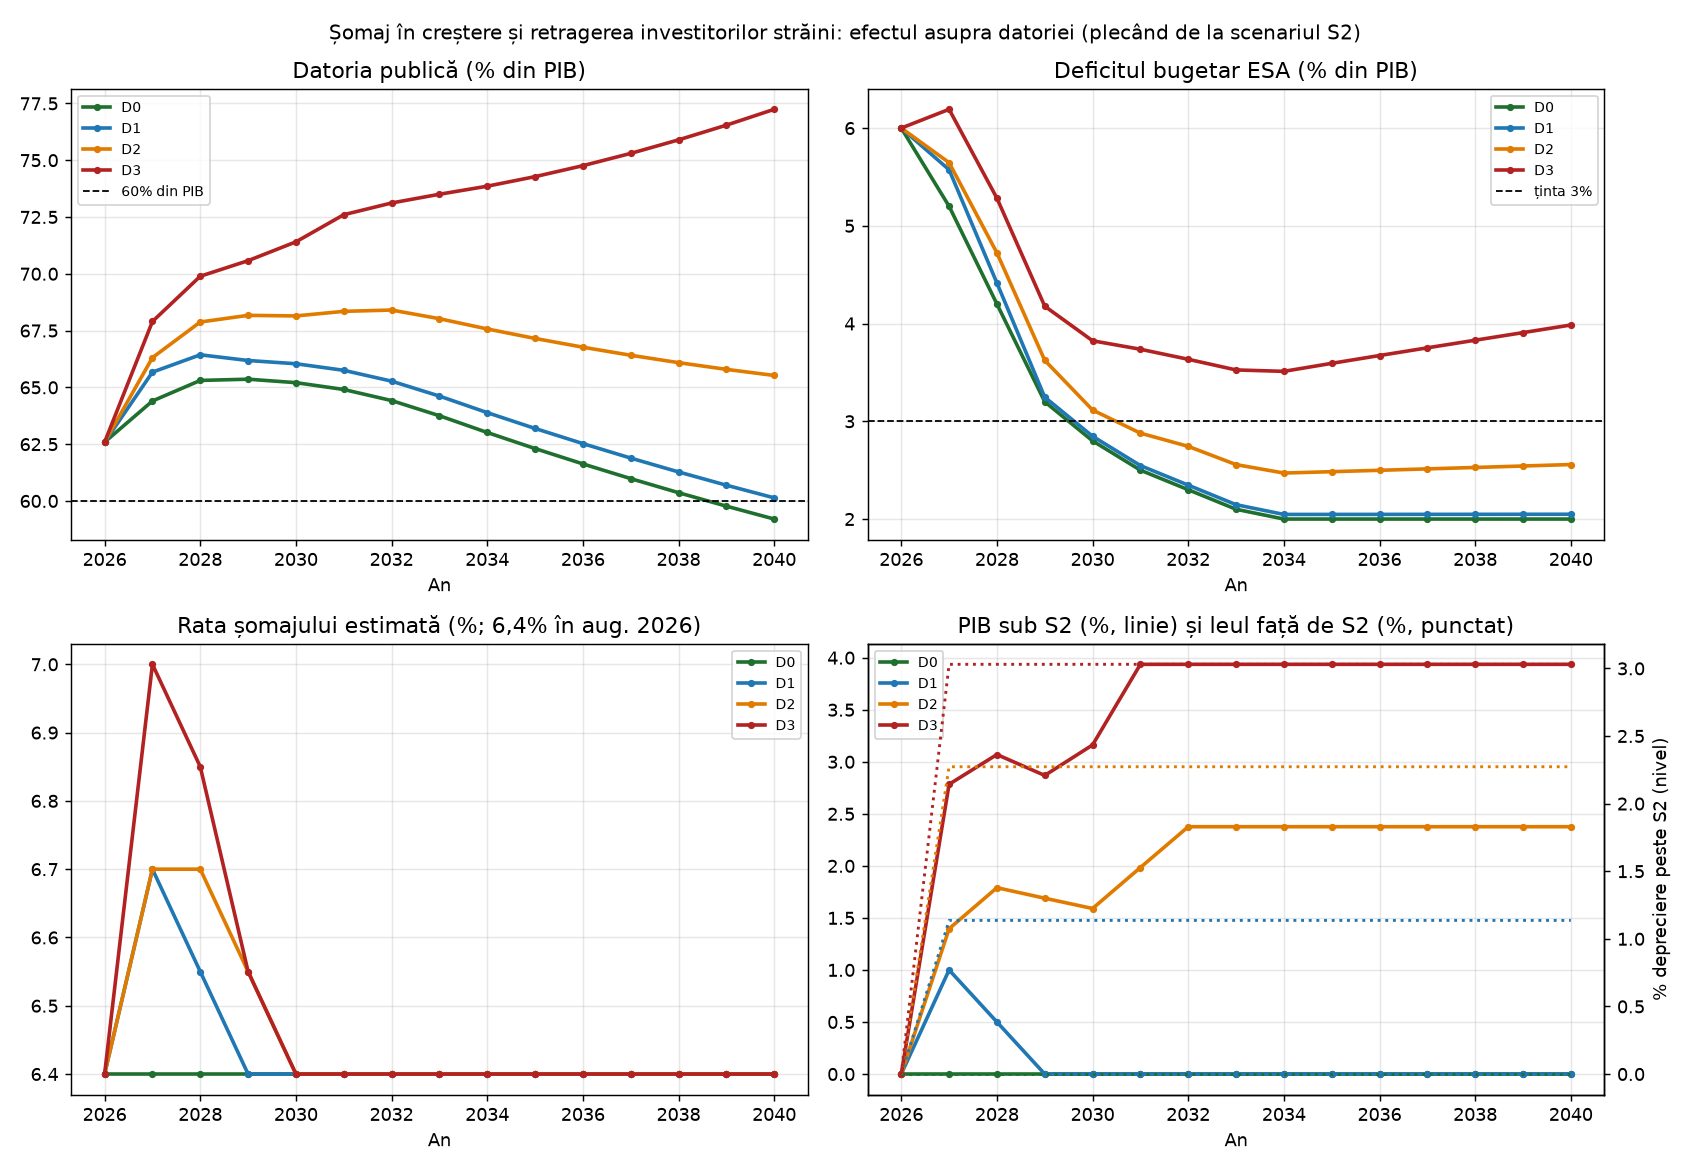 Șomaj în creștere și retragerea investitorilor străini: efectul asupra datoriei (plecând de la scenariul S2)
Datoria publică (% din PIB)
77.5
75.0
72.5
70.0
67.5
65.0
62.5
60.0
D0
D1
D2
D3
60% din PIB
2026 2028 2030 2032 2034 2036 2038 2040
An
Deficitul bugetar ESA (% din PIB)
6
5
4
3
2
D0
D1
D2
D3
ținta 3%
2026 2028 2030 2032 2034 2036 2038 2040
An
Rata șomajului estimată (%; 6,4% în aug. 2026)
7.0
6.9
6.8
6.7
6.6
6.5
6.4
D0
D1
D2
D3
2026 2028 2030 2032 2034 2036 2038 2040
An
PIB sub S2 (%, linie) și leul față de S2 (%, punctat)
4.0
3.5
3.0
2.5
2.0
1.5
1.0
0.5
0.0
D0
D1
D2
D3
3.0
2.5
2.0
1.5
1.0
0.5
0.0
% depreciere peste S2 (nivel)
2026 2028 2030 2032 2034 2036 2038 2040
An